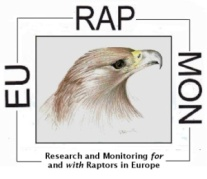 EU
RAP
MON
Research and Monitoring for
and with Raptors in Europe